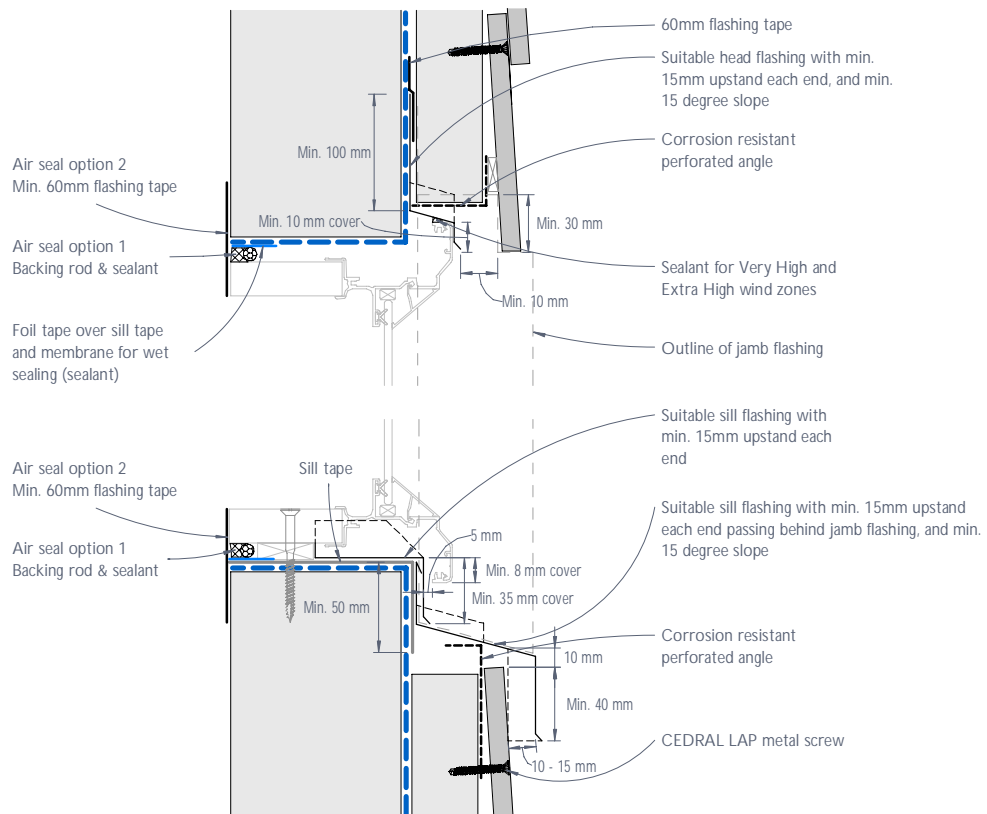 60mm flashing tape
Suitable head flashing with min.
15mm upstand each end, and min.
15 degree slope
Min. 100 mm
Corrosion resistant
perforated angle
Air seal option 2
Min. 60mm flashing tape
Min. 10 mm cover
Min. 30 mm
Air seal option 1
Backing rod & sealant
Sealant for Very High and
Extra High wind zones
Min. 10 mm
Foil tape over sill tape
and membrane for wet
sealing (sealant)
Outline of jamb flashing
Suitable sill flashing with
min. 15mm upstand each
end
Air seal option 2
Min. 60mm flashing tape
Sill tape
Suitable sill flashing with min. 15mm upstand
each end passing behind jamb flashing, and min.
15 degree slope
5 mm
Air seal option 1
Backing rod & sealant
Min. 8 mm cover
Min. 35 mm cover
Min. 50 mm
Corrosion resistant
perforated angle
10 mm
Min. 40 mm
CEDRAL LAP metal screw
10 - 15 mm